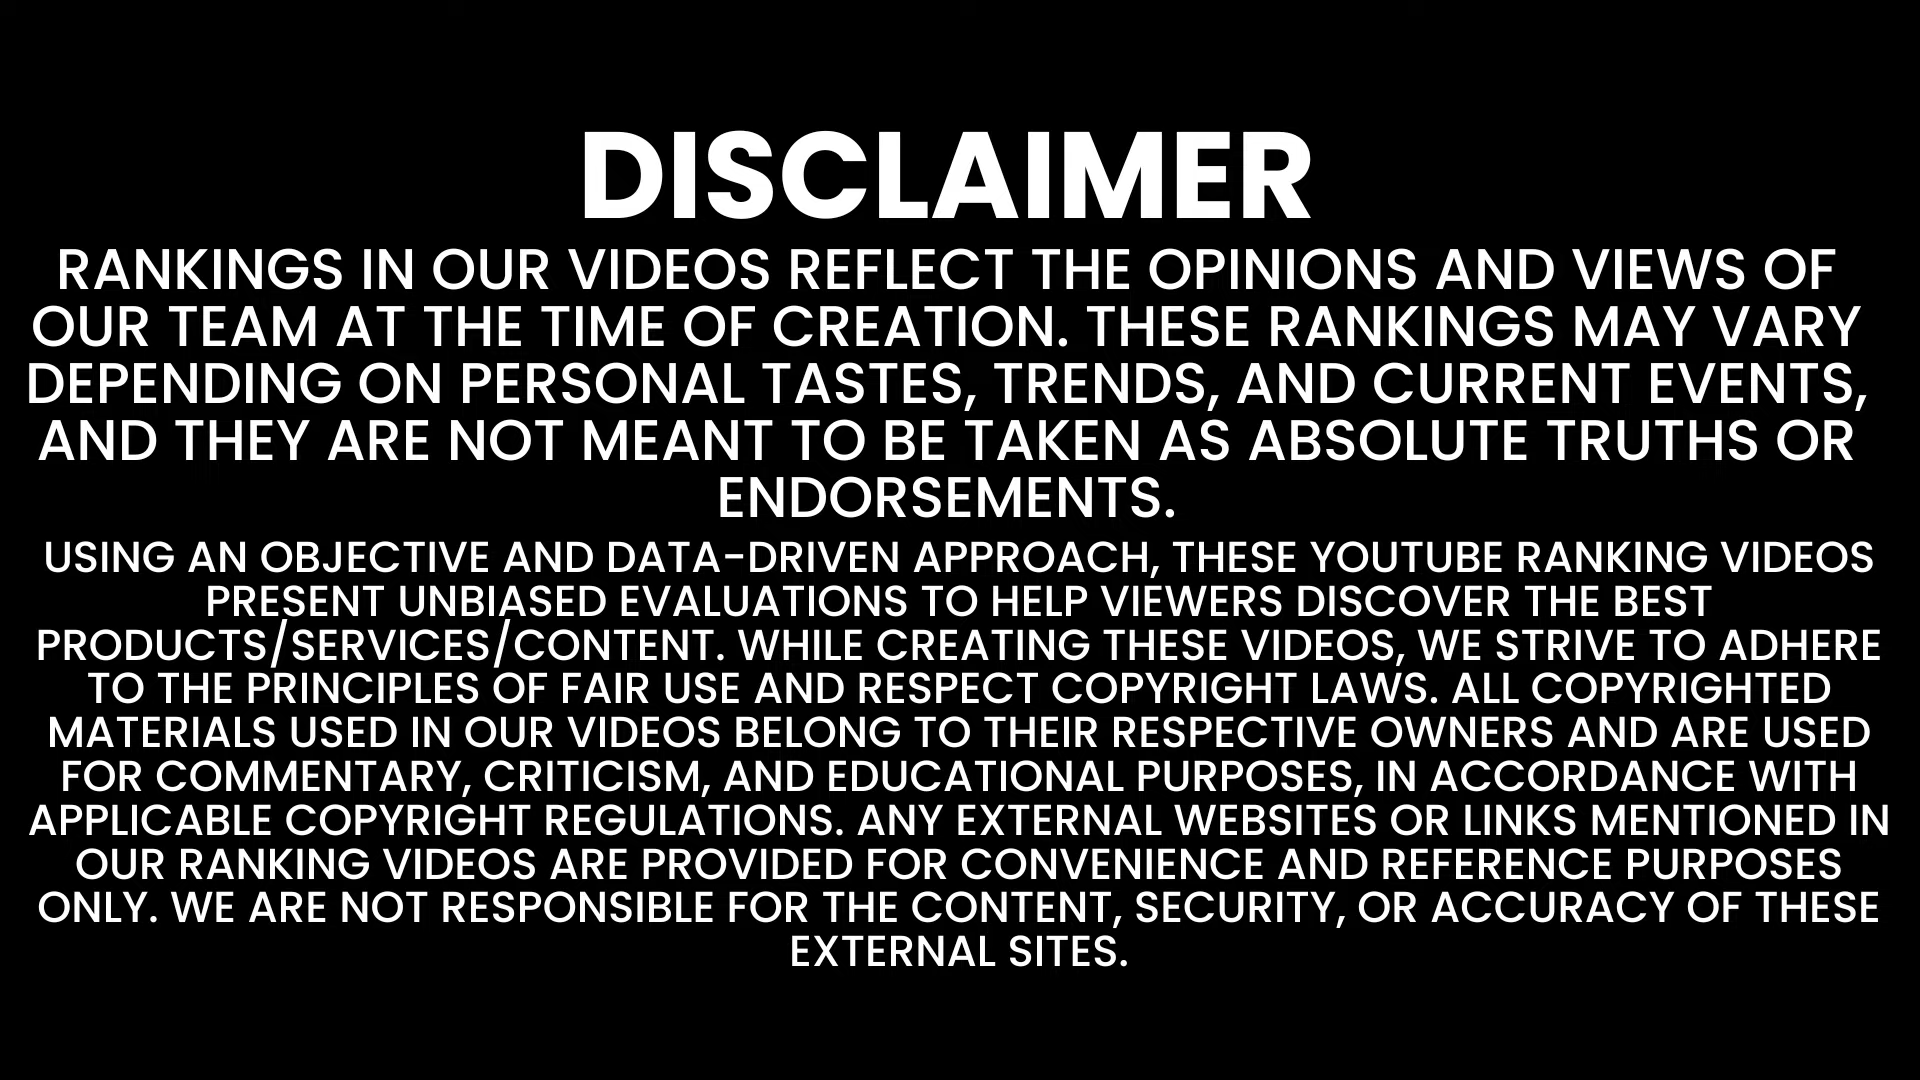 DISCLAIMER
RANKINGS IN OUR VIDEOS REFLECT THE OPINIONS AND VIEWS OF
OUR TEAM AT THE TIME OF CREATION. THESE RANKINGS MAY VARY
DEPENDING ON PERSONAL TASTES, TRENDS, AND CURRENT EVENTS,
AND THEY ARE NOT MEANT TO BE TAKEN AS ABSOLUTE TRUTHS OR
ENDORSEMENTS.
USING AN OBJECTIVE AND DATA-DRIVEN APPROACH, THESE YOUTUBE RANKING VIDEOS
PRESENT UNBIASED EVALUATIONS TO HELP VIEWERS DISCOVER THE BEST
PRODUCTS/SERVICES/CONTENT. WHILE CREATING THESE VIDEOS, WE STRIVE TO ADHERE
TO THE PRINCIPLES OF FAIR USE AND RESPECT COPYRIGHT LAWS. ALL COPYRIGHTED
MATERIALS USED IN OUR VIDEOS BELONG TO THEIR RESPECTIVE OWNERS AND ARE USED
FOR COMMENTARY, CRITICISM, AND EDUCATIONAL PURPOSES, IN ACCORDANCE WITH
APPLICABLE COPYRIGHT REGULATIONS. ANY EXTERNAL WEBSITES OR LINKS MENTIONED IN
OUR RANKING VIDEOS ARE PROVIDED FOR CONVENIENCE AND REFERENCE PURPOSES
ONLY. WE ARE NOT RESPONSIBLE FOR THE CONTENT, SECURITY, OR ACCURACY OF THESE
EXTERNAL SITES.